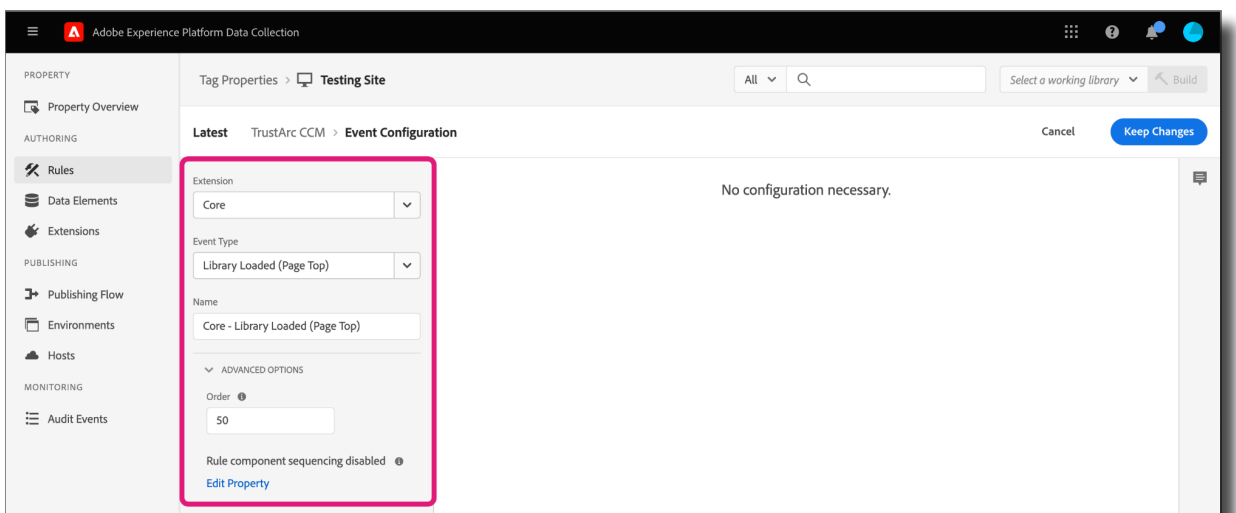 Adobe Experience Platform Data Collection
PROPERTY
Property Overview
AUTHORING
Rules
Data Elements
Extensions
PUBLISHING
Publishing Flow
Environments
Hosts
MONITORING
Audit Events
Tag Properties > Testing Site
All
Select a working library
Build
Latest TrustArc CCM > Event Configuration
Cancel
Keep Changes
Extension
Core
Event Type
Library Loaded (Page Top)
Name
Core - Library Loaded (Page Top)
ADVANCED OPTIONS
Order
50
Rule component sequencing disabled
Edit Property
No configuration necessary.